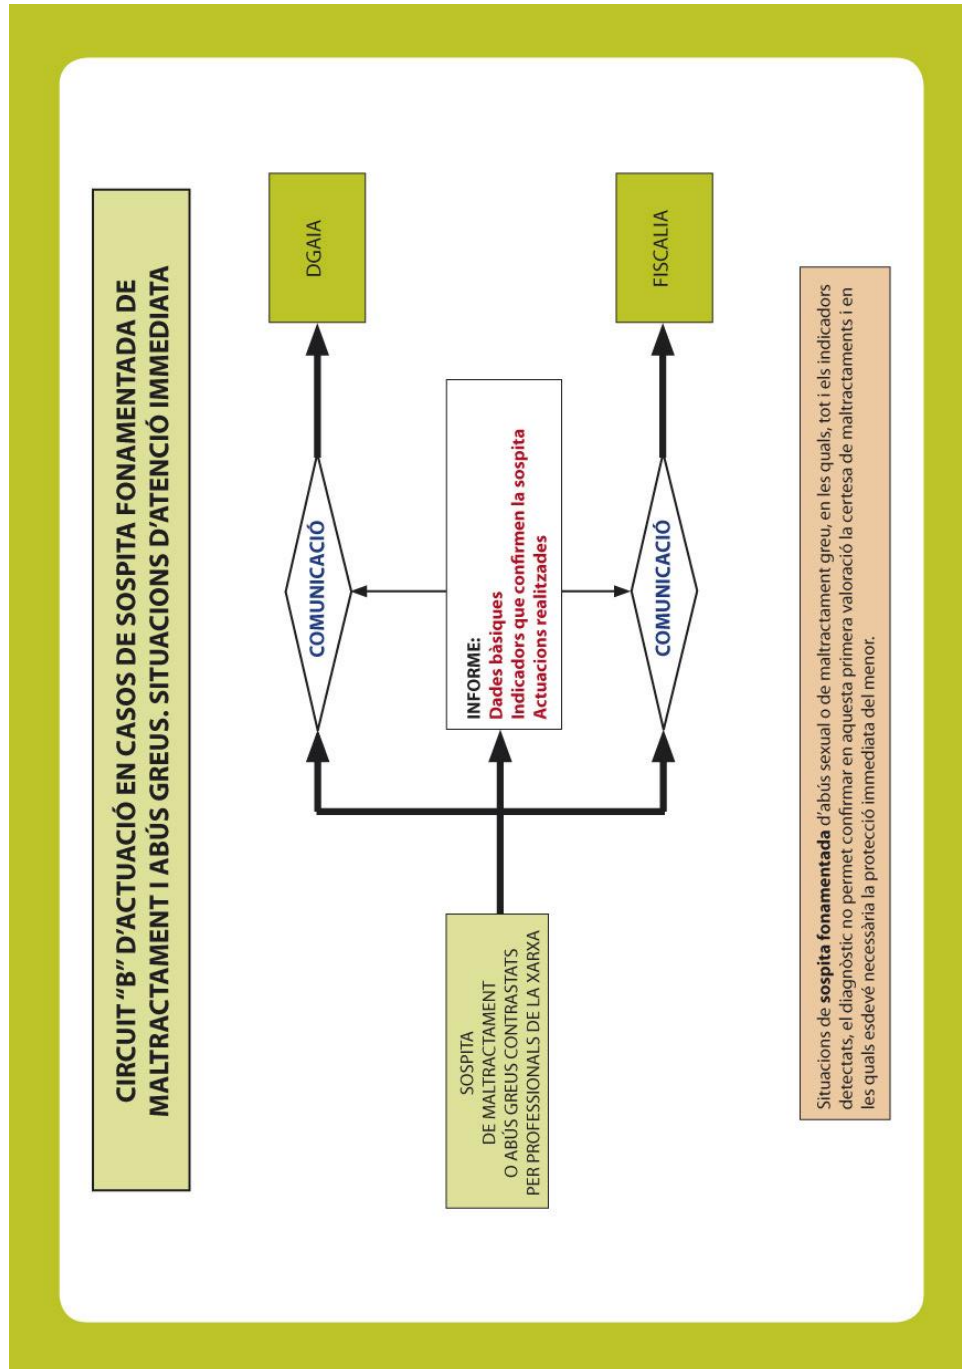 CIRCUIT "B" D'ACTUACIÓ EN CASOS DE SOSPITA FONAMENTADA DE
MALTRACTAMENT I ABÚS GREUS. SITUACIONS D'ATENCIÓ IMMEDIATA
SOSPITA
DE MALTRACTAMENT
O ABÚS GREUS CONTRASTATS
PER PROFESSIONALS DE LA XARXA
COMUNICACIÓ
DGAIA
INFORME:
Dades bàsiques
Indicadors que confirmen la sospita
Actuacions realitzades
COMUNICACIÓ
FISCALIA
Situacions de sospita fonamentada d'abús sexual o de maltractament greu, en les quals, tot i els indicadors
detectats, el diagnòstic no permet confirmar en aquesta primera valoració la certesa de maltractaments i en
les quals esdevé necessària la protecció immediata del menor.